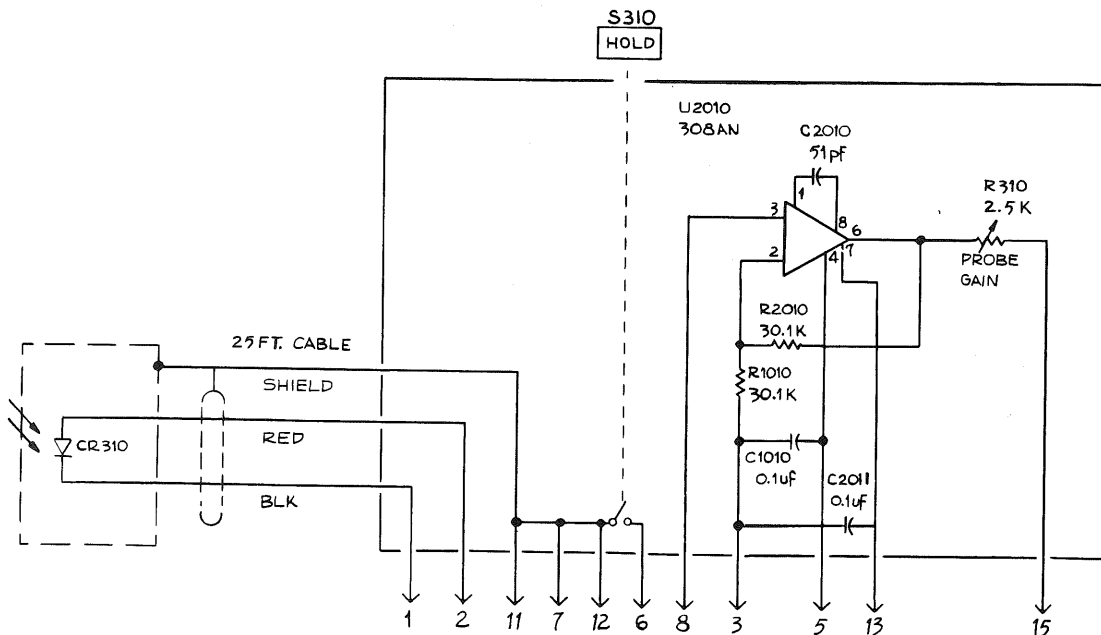 S310
HOLD
U2010
308AN
C2010
51pf
R310
2.5K
1
3
8
6
2
4
7
PROBE
GAIN
R2010
30.1K
25FT. CABLE
SHIELD
R1010
30.1K
CR310
RED
C1010
0.1uf
C2011
0.1uf
BLK
1
2
11
7
12
6
8
3
5
13
15